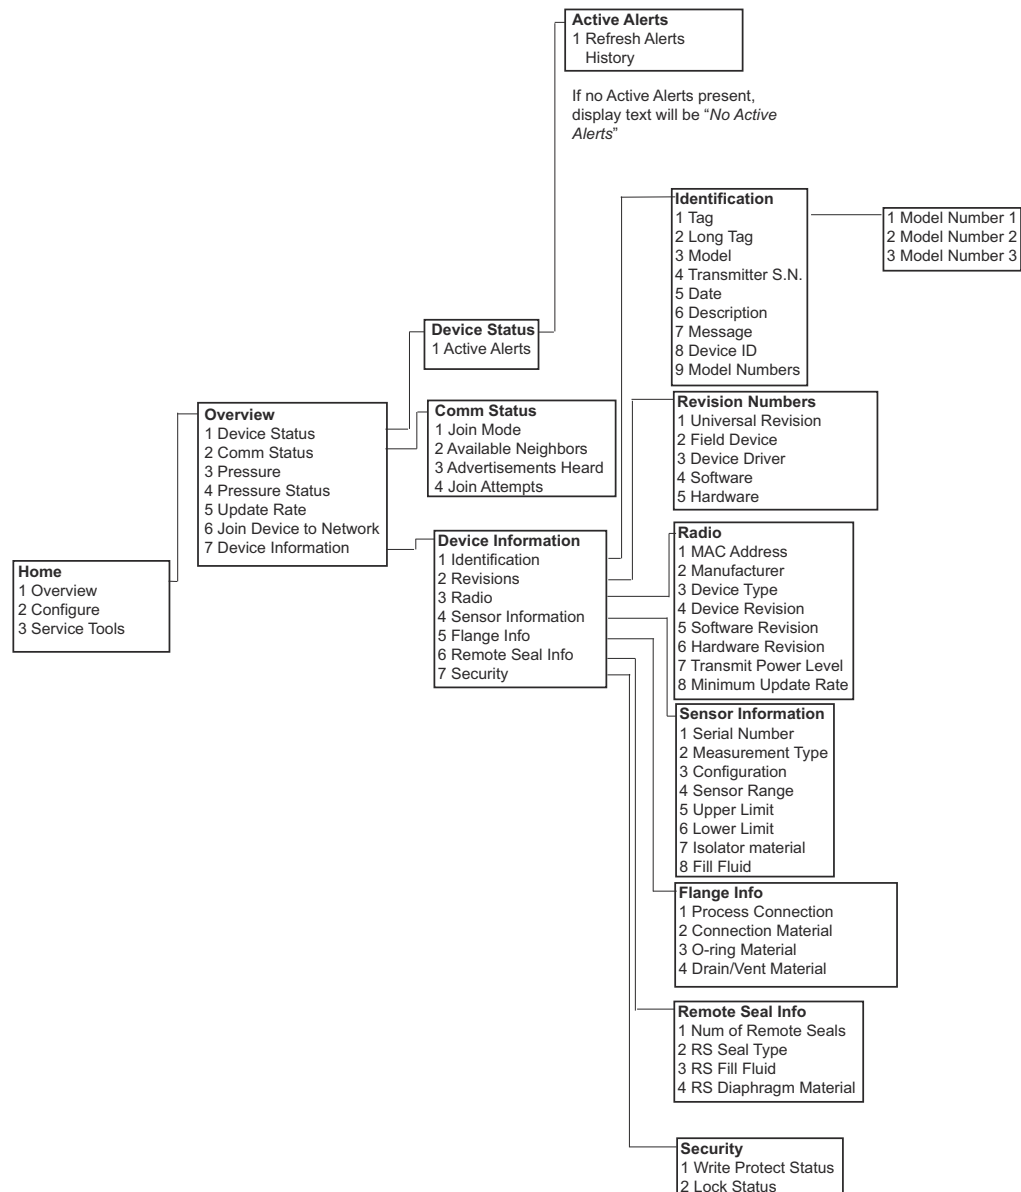 Active Alerts
1 Refresh Alerts
History
If no Active Alerts present,
display text will be “No Active
Alerts”
Identification
1 Tag
2 Long Tag
3 Model
4 Transmitter S.N.
5 Date
6 Description
7 Message
8 Device ID
9 Model Numbers
1 Model Number 1
2 Model Number 2
3 Model Number 3
Device Status
1 Active Alerts
Revision Numbers
1 Universal Revision
2 Field Device
3 Device Driver
4 Software
5 Hardware
Overview
1 Device Status
2 Comm Status
3 Pressure
4 Pressure Status
5 Update Rate
6 Join Device to Network
7 Device Information
Comm Status
1 Join Mode
2 Available Neighbors
3 Advertisements Heard
4 Join Attempts
Home
1 Overview
2 Configure
3 Service Tools
Device Information
1 Identification
2 Revisions
3 Radio
4 Sensor Information
5 Flange Info
6 Remote Seal Info
7 Security
Radio
1 MAC Address
2 Manufacturer
3 Device Type
4 Device Revision
5 Software Revision
6 Hardware Revision
7 Transmit Power Level
8 Minimum Update Rate
Sensor Information
1 Serial Number
2 Measurement Type
3 Configuration
4 Sensor Range
5 Upper Limit
6 Lower Limit
7 Isolator material
8 Fill Fluid
Flange Info
1 Process Connection
2 Connection Material
3 O-ring Material
4 Drain/Vent Material
Remote Seal Info
1 Num of Remote Seals
2 RS Seal Type
3 RS Fill Fluid
4 RS Diaphragm Material
Security
1 Write Protect Status
2 Lock Status